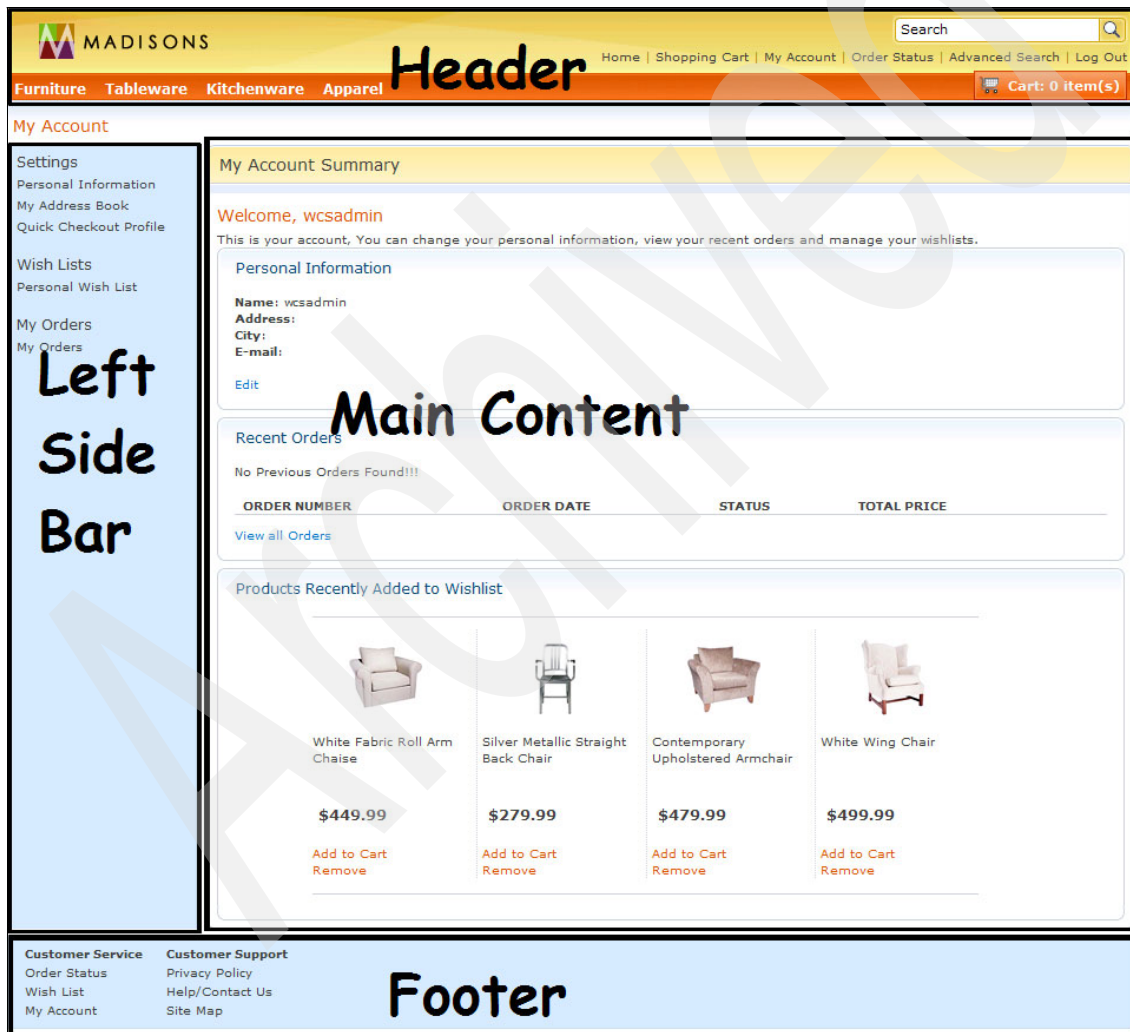 MADISONS
Search
Home | Shopping Cart | My Account | Order Status | Advanced Search | Log Out
Header
Furniture Tableware Kitchenware Apparel
Cart: 0 item(s)
My Account
Settings
Personal Information
My Address Book
Quick Checkout Profile
Wish Lists
Personal Wish List
My Orders
My Orders
Left
Side
Bar
My Account Summary
Welcome, wcsadmin
This is your account, You can change your personal information, view your recent orders and manage your wishlists.
Personal Information
Name: wcsadmin
Address:
City:
E-mail:
Edit
Main Content
Recent Orders
No Previous Orders Found!!!
ORDER NUMBER ORDER DATE STATUS TOTAL PRICE
View all Orders
Products Recently Added to Wishlist
White Fabric Roll Arm
Chaise
$449.99
Add to Cart
Remove
Silver Metallic Straight
Back Chair
$279.99
Add to Cart
Remove
Contemporary
Upholstered Armchair
$479.99
Add to Cart
Remove
White Wing Chair
$499.99
Add to Cart
Remove
Customer Service
Order Status
Wish List
My Account
Customer Support
Privacy Policy
Help/Contact Us
Site Map
Footer
Archived